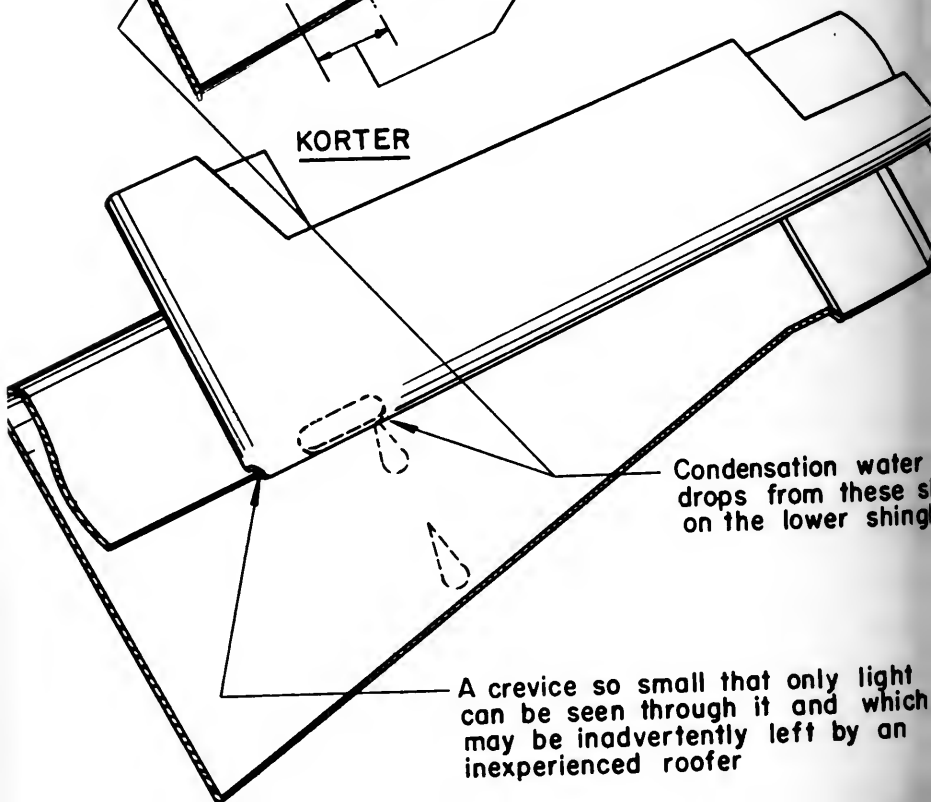 KORTER
Condensation water
drops from these
on the lower
A crevice so small that only light
can be seen through it and which
may be inadvertently left by an
inexperienced roofer